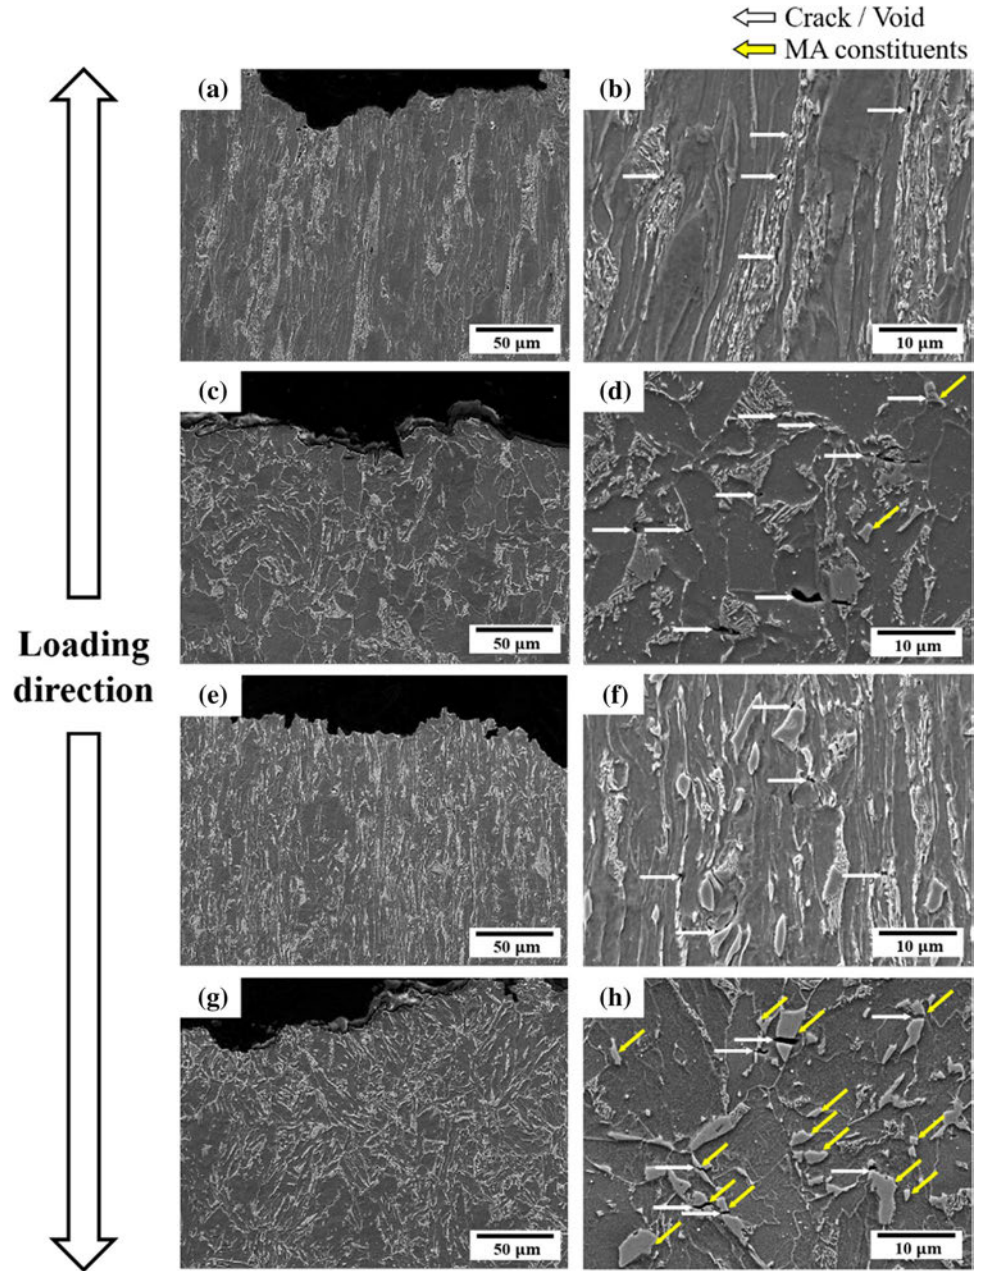 Crack / Void
MA constituents
(a)
50 μm
(b)
10 μm
(c)
50 μm
(d)
10 μm
Loading
direction
(e)
50 μm
(f)
10 μm
(g)
50 μm
(h)
10 μm